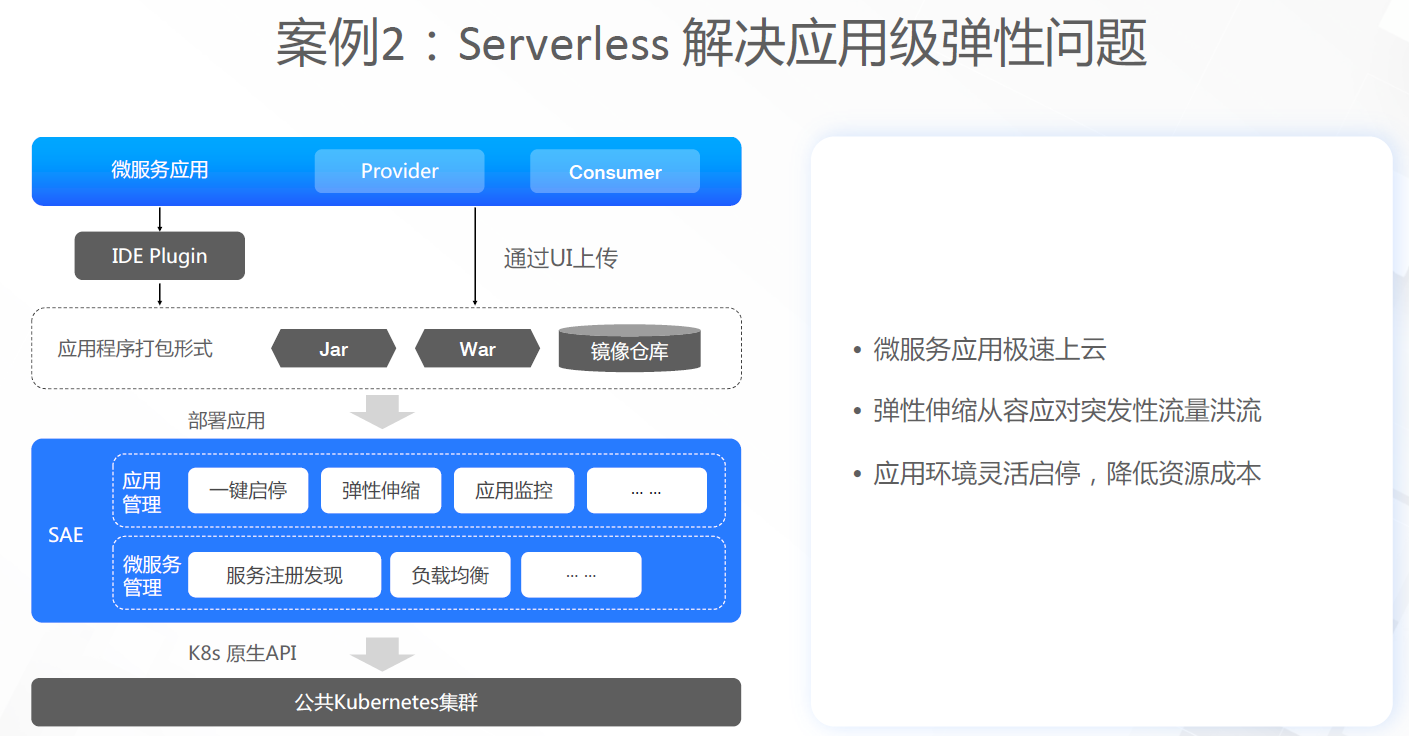 案例2：Serverless 解决应用级弹性问题
微服务应用
Provider
Consumer
IDE Plugin
通过UI上传
应用程序打包形式
Jar
War
镜像仓库
部署应用
SAE
应用
管理
一键启停
弹性伸缩
应用监控
... ...
微服务
管理
服务注册发现
负载均衡
... ...
K8s 原生API
公共Kubernetes集群
• 微服务应用极速上云
• 弹性伸缩从容应对突发性流量洪流
• 应用环境灵活启停，降低资源成本